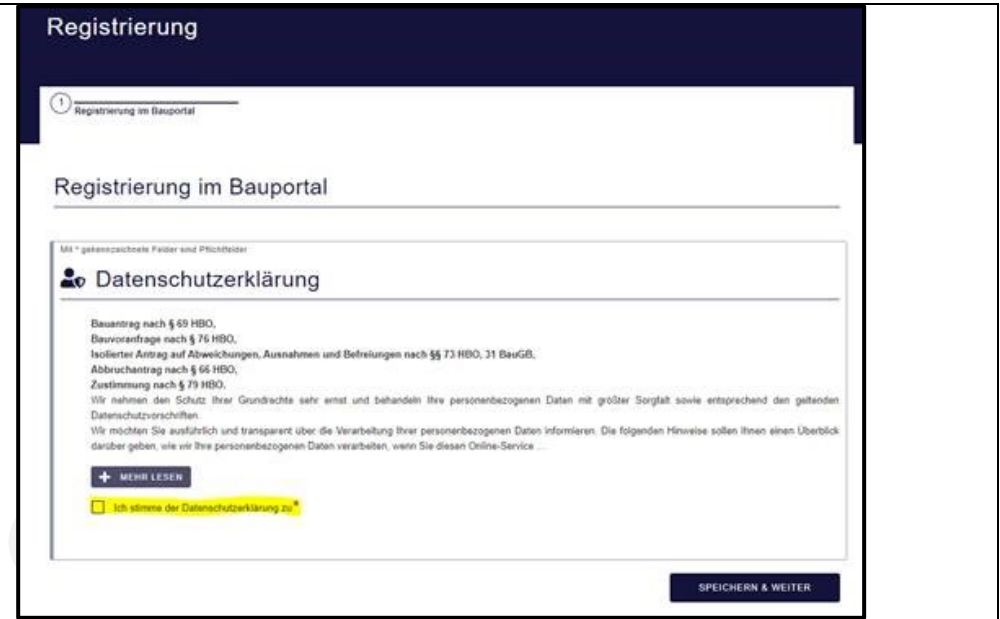 Registrierung
1
Registrierung im Bauportal
Registrierung im Bauportal
Mit * gekennzeichnete Felder sind Pflichtfelder
Datenschutzerklärung
Bauantrag nach § 69 HBO,
Bauvoranfrage nach § 76 HBO,
Isolierter Antrag auf Abweichungen, Ausnahmen und Befreiungen nach §§ 73 HBO, 31 BauGB,
Abbruchantrag nach § 66 HBO,
Zustimmung nach § 79 HBO.
Wir nehmen den Schutz Ihrer Grundrechte sehr ernst und behandeln Ihre personenbezogenen Daten mit größter Sorgfalt sowie entsprechend den geltenden
Datenschutzvorschriften.
Wir möchten Sie ausführlich und transparent über die Verarbeitung Ihrer personenbezogenen Daten informieren. Die folgenden Hinweise sollen Ihnen einen Überblick
darüber geben, wie wir Ihre personenbezogenen Daten verarbeiten, wenn Sie diesen Online-Service ...
+ MEHR LESEN
Ich stimme der Datenschutzerklärung zu*
SPEICHERN & WEITER